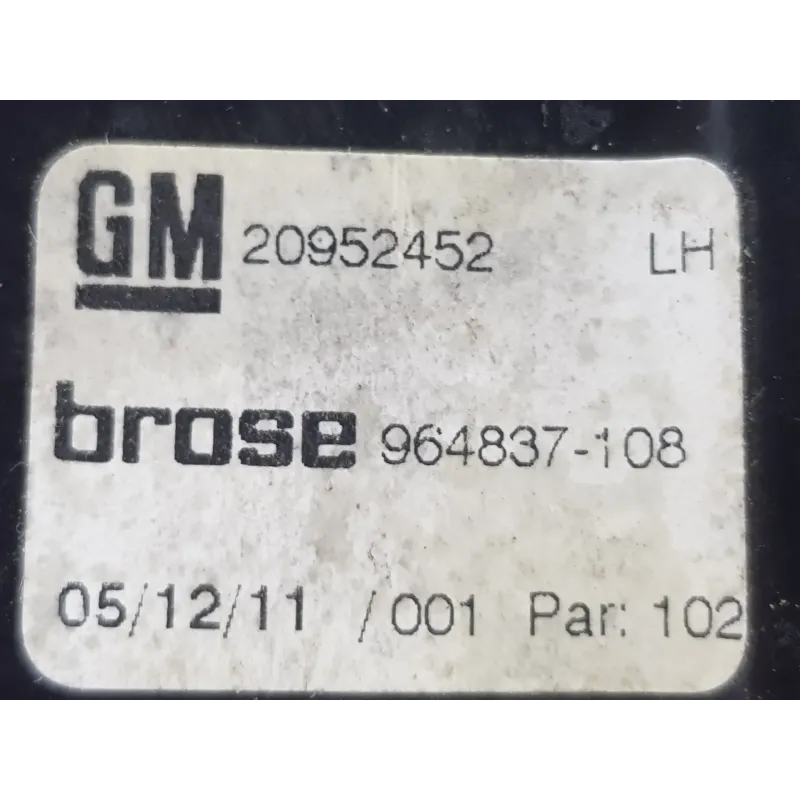 GM 20952452 LH
brose 964837-108
05/12/11 /001 Par: 102